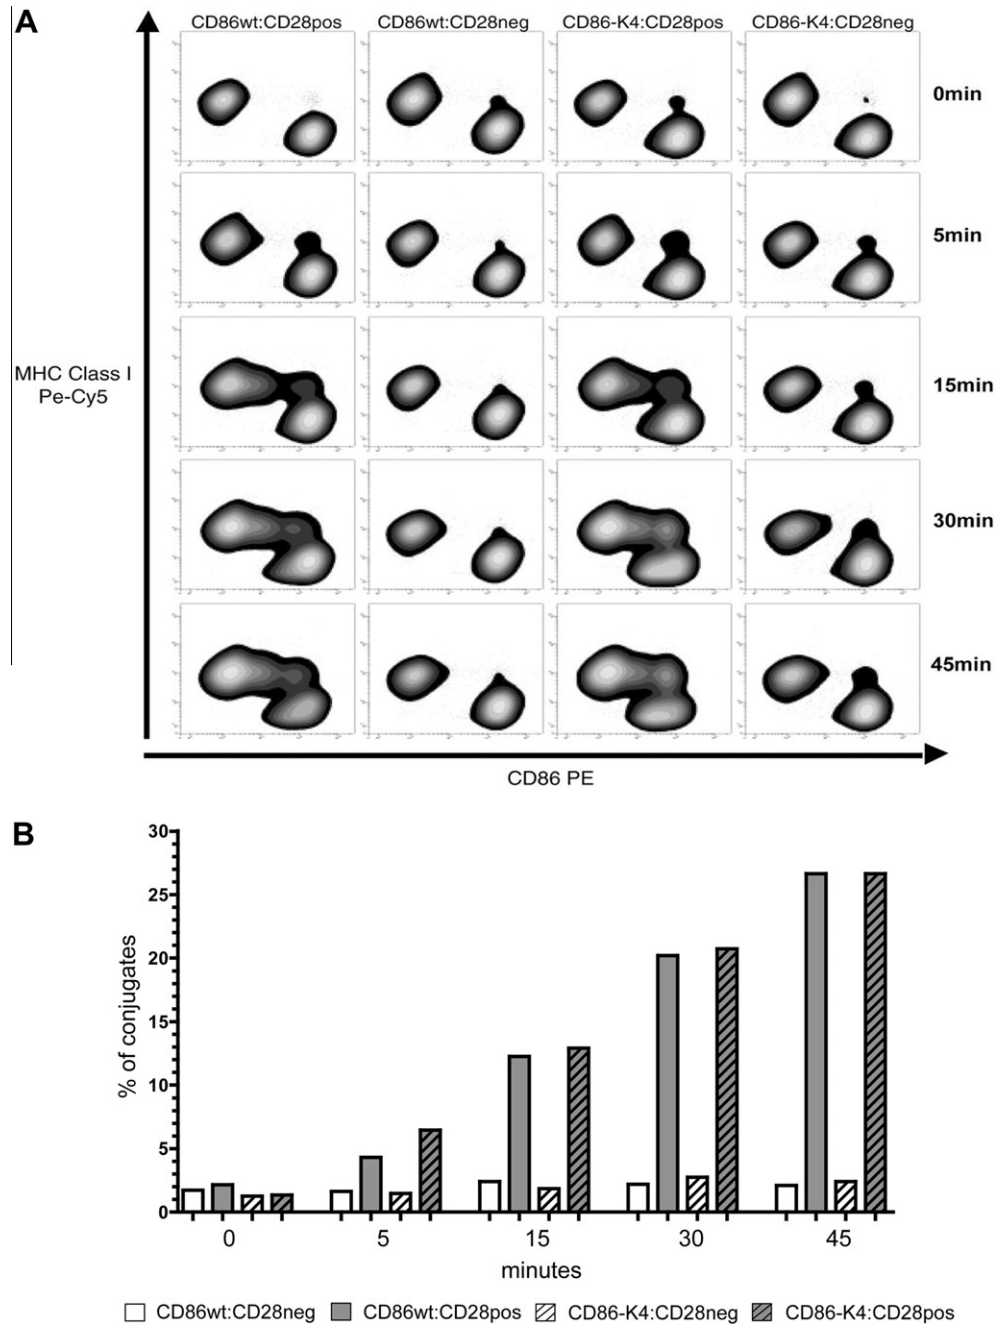 A
CD86wt:CD28pos CD86wt:CD28neg CD86-K4:CD28pos CD86-K4:CD28neg
0min
5min
MHC Class I
Pe-Cy5
15min
30min
45min
CD86 PE
B
% of conjugates
30
25
20
15
10
5
0
0 5 15 30 45
minutes
CD86wt:CD28neg CD86wt:CD28pos CD86-K4:CD28neg CD86-K4:CD28pos